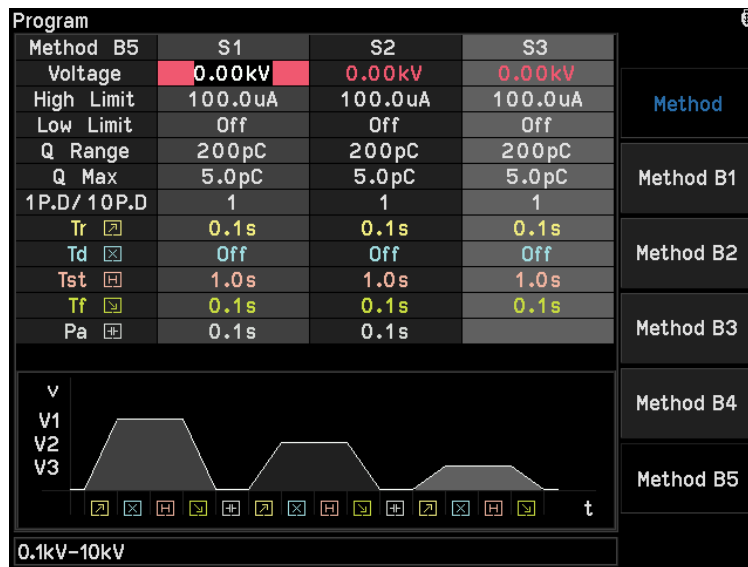 Program
Method B5 S1 S2 S3
Voltage 0.00kV 0.00kV 0.00kV
High Limit 100.0uA 100.0uA 100.0uA
Low Limit Off Off Off
Q Range 200pC 200pC 200pC
Q Max 5.0pC 5.0pC 5.0pC
1P.D/10P.D 1 1 1
Tr 0.1s 0.1s 0.1s
Td Off Off Off
Tst H 1.0s 1.0s 1.0s
Tf 0.1s 0.1s 0.1s
Pa 0.1s 0.1s
V
V1
V2
V3
H H H t
0.1kV-10kV
Method
Method B1
Method B2
Method B3
Method B4
Method B5